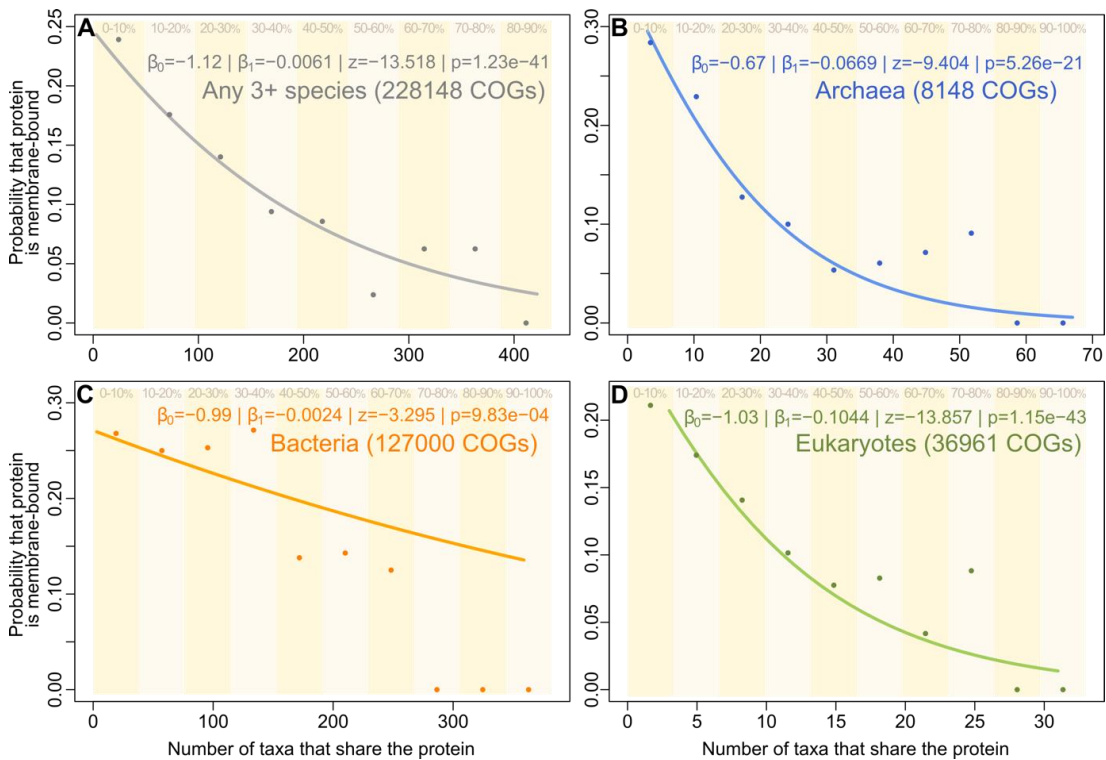 A
0-10% 10-20% 20-30% 30-40% 40-50% 50-60% 60-70% 70-80% 80-90%
β0=−1.12 | β1=−0.0061 | z=−13.518 | p=1.23e−41
Any 3+ species (228148 COGs)
Probability that protein
is membrane-bound
0.25
0.20
0.15
0.10
0.05
0.00
0 100 200 300 400
B
0-10% 10-20% 20-30% 30-40% 40-50% 50-60% 60-70% 70-80% 80-90% 90-100%
β0=−0.67 | β1=−0.0669 | z=−9.404 | p=5.26e−21
Archaea (8148 COGs)
0.30
0.20
0.10
0.00
0 10 20 30 40 50 60 70
C
0-10% 10-20% 20-30% 30-40% 40-50% 50-60% 60-70% 70-80% 80-90% 90-100%
β0=−0.99 | β1=−0.0024 | z=−3.295 | p=9.83e−04
Bacteria (127000 COGs)
Probability that protein
is membrane-bound
0.30
0.20
0.10
0.00
0 100 200 300
Number of taxa that share the protein
D
0-10% 10-20% 20-30% 30-40% 40-50% 50-60% 60-70% 70-80% 80-90% 90-100%
β0=−1.03 | β1=−0.1044 | z=−13.857 | p=1.15e−43
Eukaryotes (36961 COGs)
0.20
0.15
0.10
0.05
0.00
0 5 10 15 20 25 30
Number of taxa that share the protein